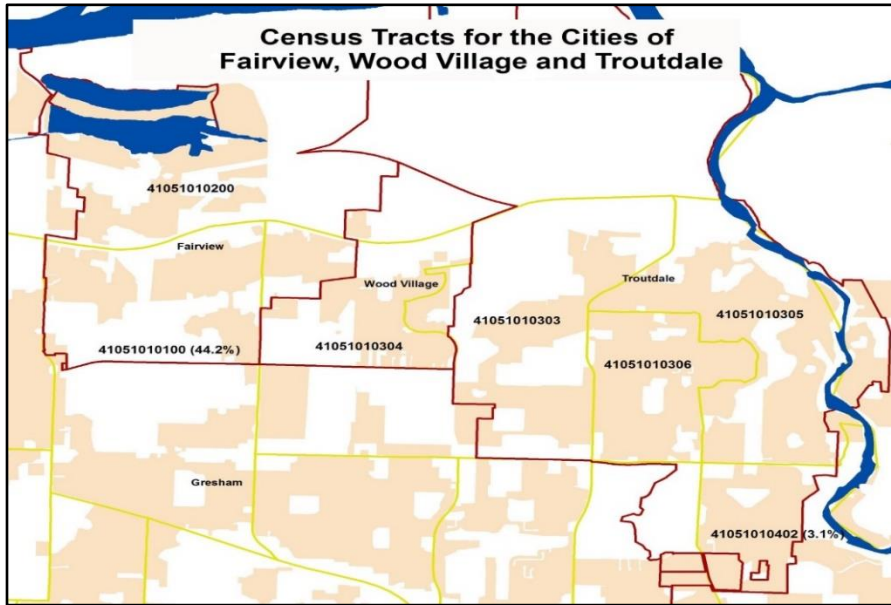 Census Tracts for the Cities of
Fairview, Wood Village and Troutdale
41051010200
Fairview
Troutdale
Wood Village
41051010305
41051010303
41051010304
41051010100 (44.2%)
41051010306
Gresham
41051010402 (3.1%)